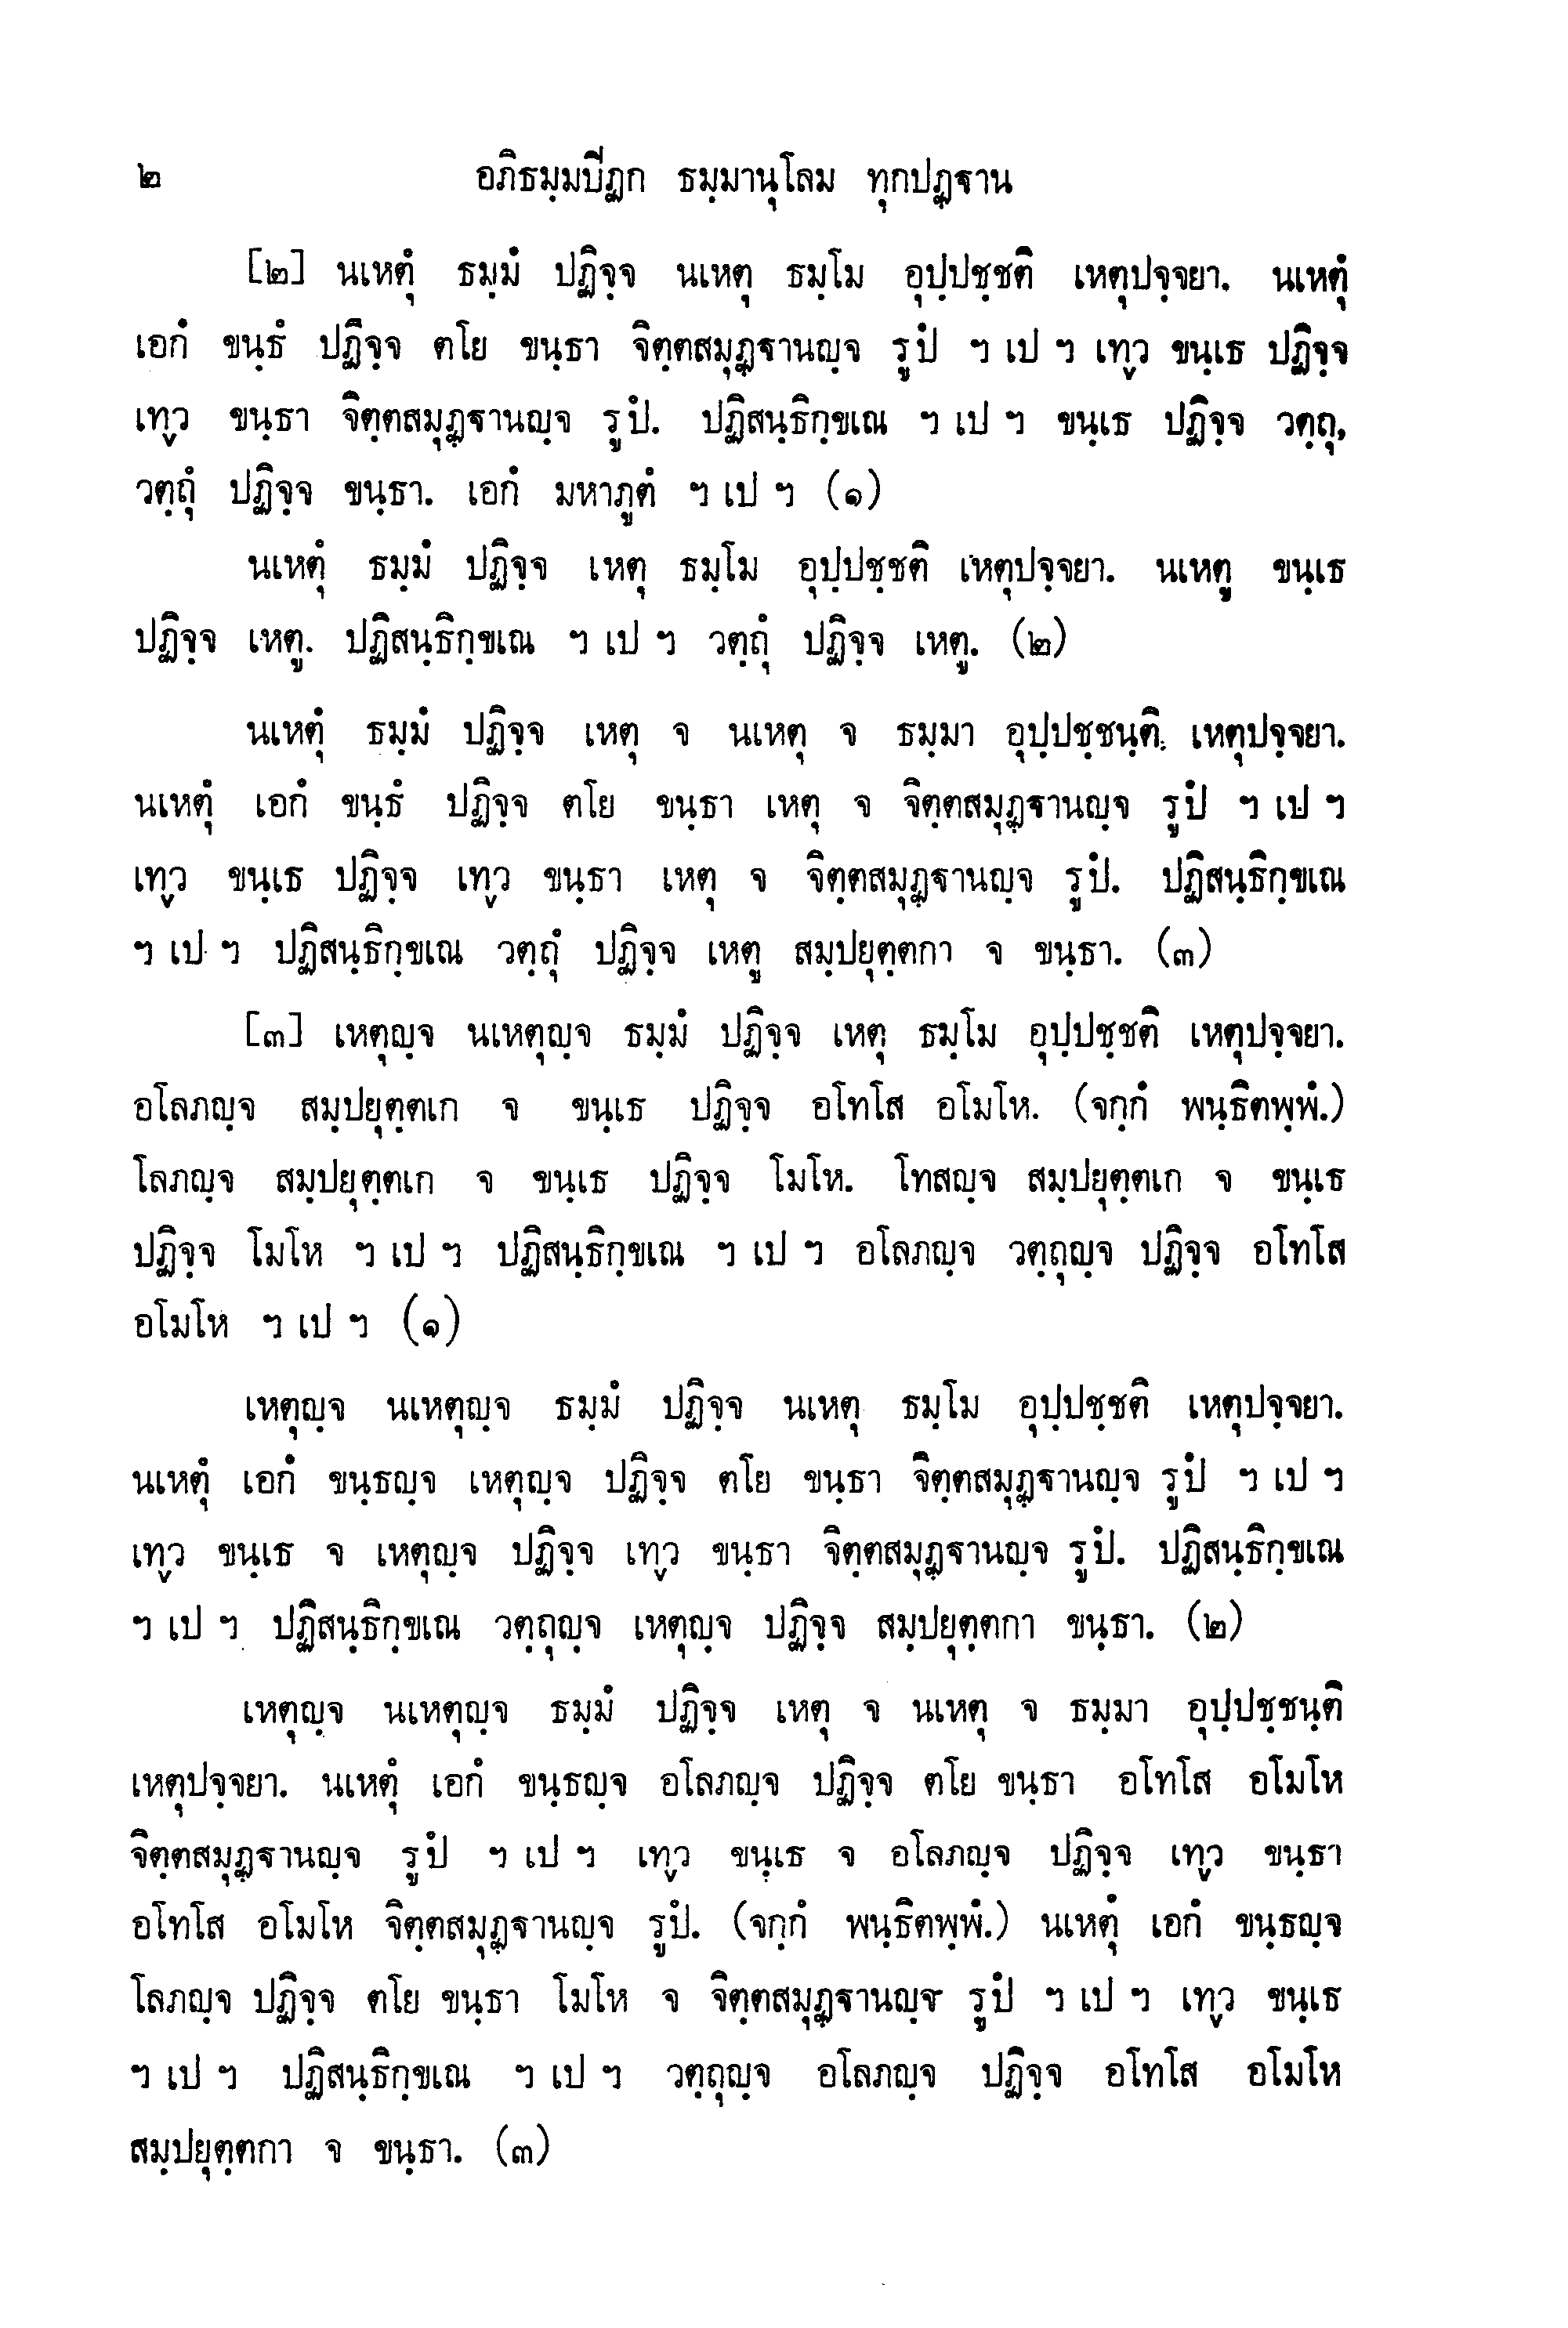 ๒ อภิธมฺมปีฏก ธมฺมานุโลม ทุกปฏฺฐาน
[๒] นเหตุํ ธมฺมํ ปฏิจฺจ นเหตุ ธมฺโม อุปฺปชฺชติ เหตุปจฺจยา. นเหตุํ
เอกํ ขนฺธํ ปฏิจฺจ ตโย ขนฺธา จิตฺตสมุฏฺฐานญฺจ รูปํ ฯ เป ฯ เทฺว ขนฺเธ ปฏิจฺจ
เทฺว ขนฺธา จิตฺตสมุฏฺฐานญฺจ รูปํ. ปฏิสนฺธิกฺขเณ ฯ เป ฯ ขนฺเธ ปฏิจฺจ วตฺถุ,
วตฺถุํ ปฏิจฺจ ขนฺธา. เอกํ มหาภูตํ ฯ เป ฯ (๑)
นเหตุํ ธมฺมํ ปฏิจฺจ เหตุ ธมฺโม อุปฺปชฺชติ เหตุปจฺจยา. นเหตู ขนฺเธ
ปฏิจฺจ เหตู. ปฏิสนฺธิกฺขเณ ฯ เป ฯ วตฺถุํ ปฏิจฺจ เหตู. (๒)
นเหตุํ ธมฺมํ ปฏิจฺจ เหตุ จ นเหตุ จ ธมฺมา อุปฺปชฺชนฺติ เหตุปจฺจยา.
นเหตุํ เอกํ ขนฺธํ ปฏิจฺจ ตโย ขนฺธา เหตุ จ จิตฺตสมุฏฺฐานญฺจ รูปํ ฯ เป ฯ
เทฺว ขนฺเธ ปฏิจฺจ เทฺว ขนฺธา เหตุ จ จิตฺตสมุฏฺฐานญฺจ รูปํ. ปฏิสนฺธิกฺขเณ
ฯ เป ฯ ปฏิสนฺธิกฺขเณ วตฺถุํ ปฏิจฺจ เหตู สมฺปยุตฺตกา จ ขนฺธา. (๓)
[๓] เหตุญฺจ นเหตุญฺจ ธมฺมํ ปฏิจฺจ เหตุ ธมฺโม อุปฺปชฺชติ เหตุปจฺจยา.
อโลภญฺจ สมฺปยุตฺตเก จ ขนฺเธ ปฏิจฺจ อโทโส อโมโห. (จกฺกํ พนฺธิตพฺพํ.)
โลภญฺจ สมฺปยุตฺตเก จ ขนฺเธ ปฏิจฺจ โมโห. โทสญฺจ สมฺปยุตฺตเก จ ขนฺเธ
ปฏิจฺจ โมโห ฯ เป ฯ ปฏิสนฺธิกฺขเณ ฯ เป ฯ อโลภญฺจ วตฺถุญฺจ ปฏิจฺจ อโทโส
อโมโห ฯ เป ฯ (๑)
เหตุญฺจ นเหตุญฺจ ธมฺมํ ปฏิจฺจ นเหตุ ธมฺโม อุปฺปชฺชติ เหตุปจฺจยา.
นเหตุํ เอกํ ขนฺธญฺจ เหตุญฺจ ปฏิจฺจ ตโย ขนฺธา จิตฺตสมุฏฺฐานญฺจ รูปํ ฯ เป ฯ
เทฺว ขนฺเธ จ เหตุญฺจ ปฏิจฺจ เทฺว ขนฺธา จิตฺตสมุฏฺฐานญฺจ รูปํ. ปฏิสนฺธิกฺขเณ
ฯ เป ฯ ปฏิสนฺธิกฺขเณ วตฺถุญฺจ เหตุญฺจ ปฏิจฺจ สมฺปยุตฺตกา ขนฺธา. (๒)
เหตุญฺจ นเหตุญฺจ ธมฺมํ ปฏิจฺจ เหตุ จ นเหตุ จ ธมฺมา อุปฺปชฺชนฺติ
เหตุปจฺจยา. นเหตุํ เอกํ ขนฺธญฺจ อโลภญฺจ ปฏิจฺจ ตโย ขนฺธา อโทโส อโมโห
จิตฺตสมุฏฺฐานญฺจ รูปํ ฯ เป ฯ เทฺว ขนฺเธ จ อโลภญฺจ ปฏิจฺจ เทฺว ขนฺธา
อโทโส อโมโห จิตฺตสมุฏฺฐานญฺจ รูปํ. (จกฺกํ พนฺธิตพฺพํ.) นเหตุํ เอกํ ขนฺธญฺจ
โลภญฺจ ปฏิจฺจ ตโย ขนฺธา โมโห จ จิตฺตสมุฏฺฐานญฺจ รูปํ ฯ เป ฯ เทฺว ขนฺเธ
ฯ เป ฯ ปฏิสนฺธิกฺขเณ ฯ เป ฯ วตฺถุญฺจ อโลภญฺจ ปฏิจฺจ อโทโส อโมโห
สมฺปยุตฺตกา จ ขนฺธา. (๓)